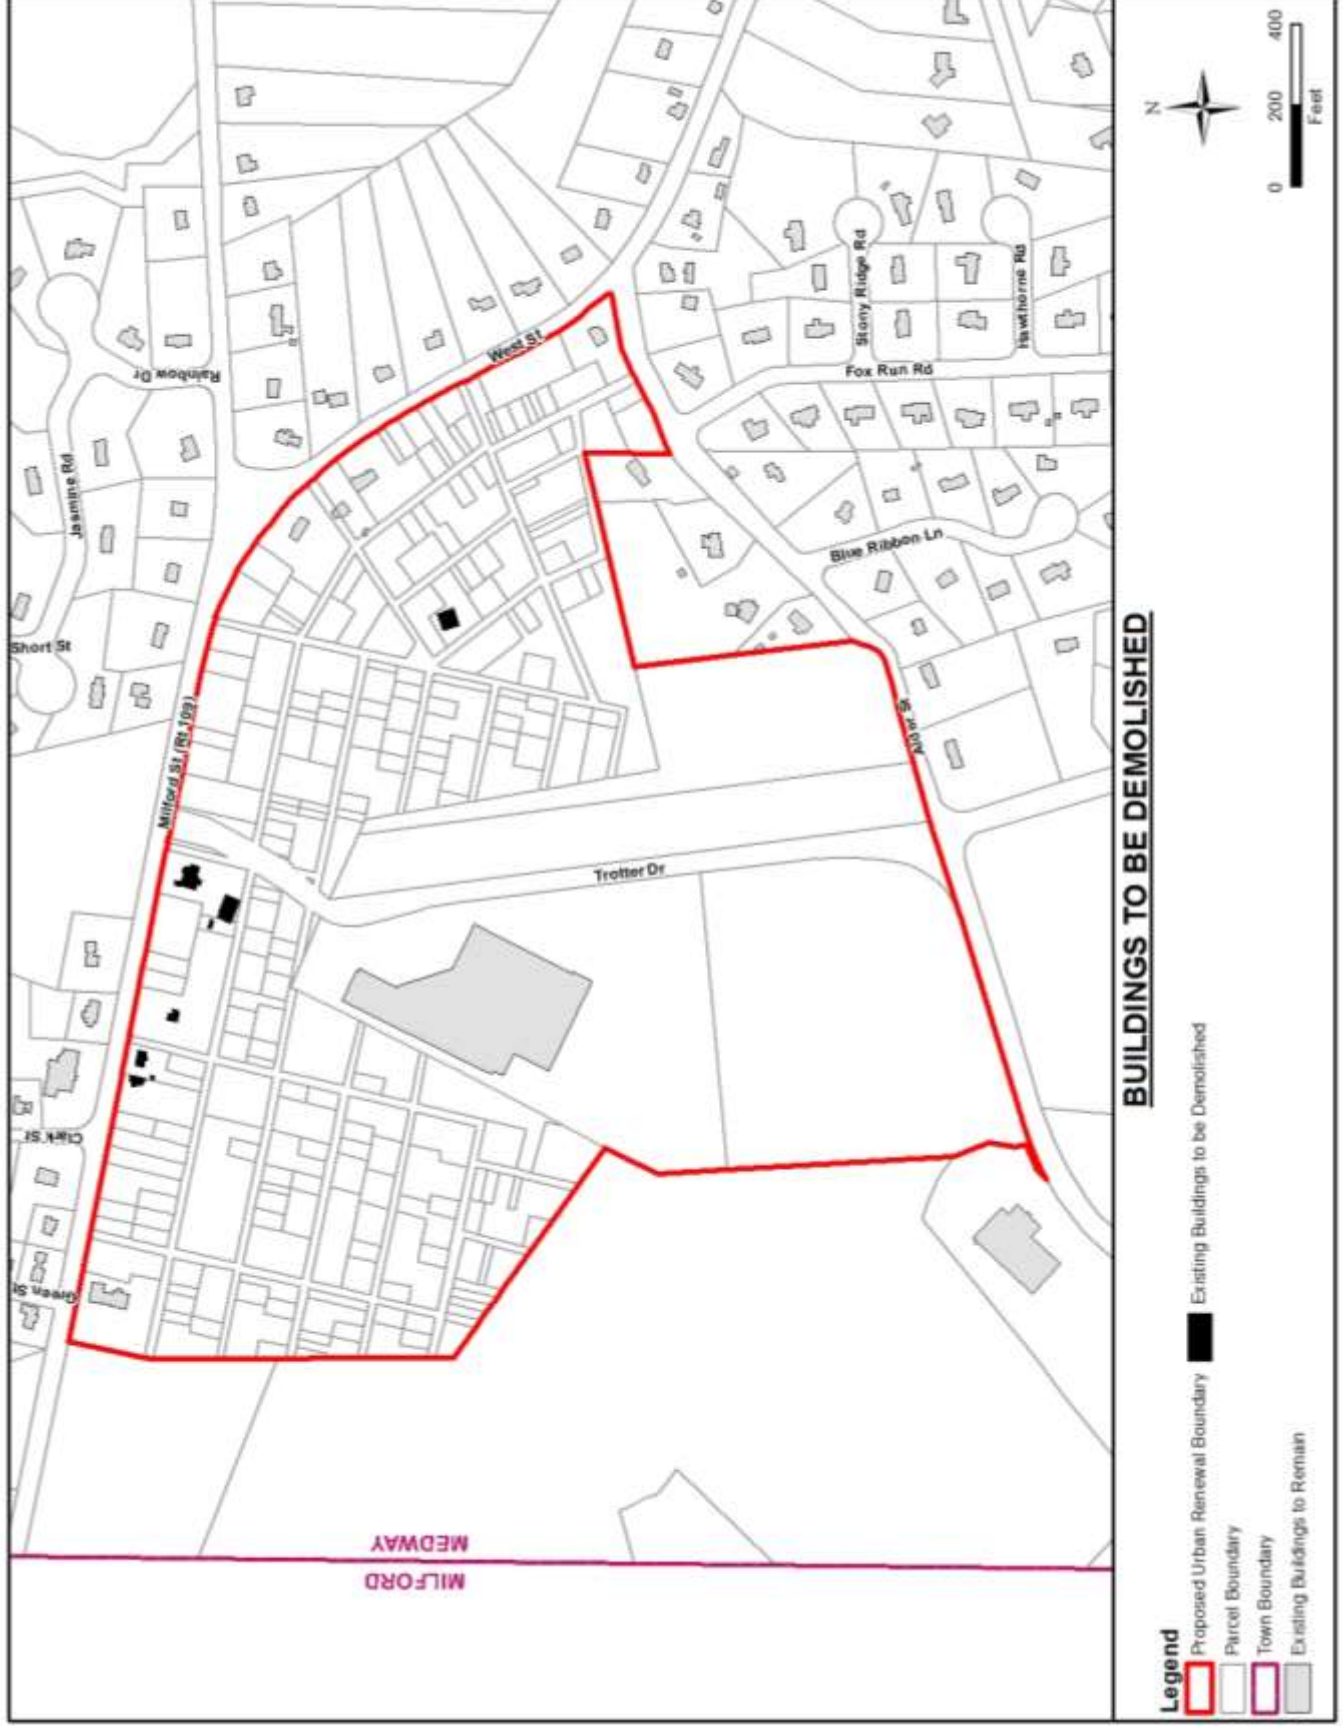 Green St
Clark St
Short St
Jasmine Rd
Rainbow Dr
Milford St (Rt 109)
West St
MILFORD
MEDWAY
Trotter Dr
Alder St
Blue Ribbon Ln
Fox Run Rd
Stony Ridge Rd
Hawthorne Rd
BUILDINGS TO BE DEMOLISHED
Legend
Proposed Urban Renewal Boundary
Existing Buildings to be Demolished
Parcel Boundary
Town Boundary
Existing Buildings to Remain
N
0 200 400
Feet